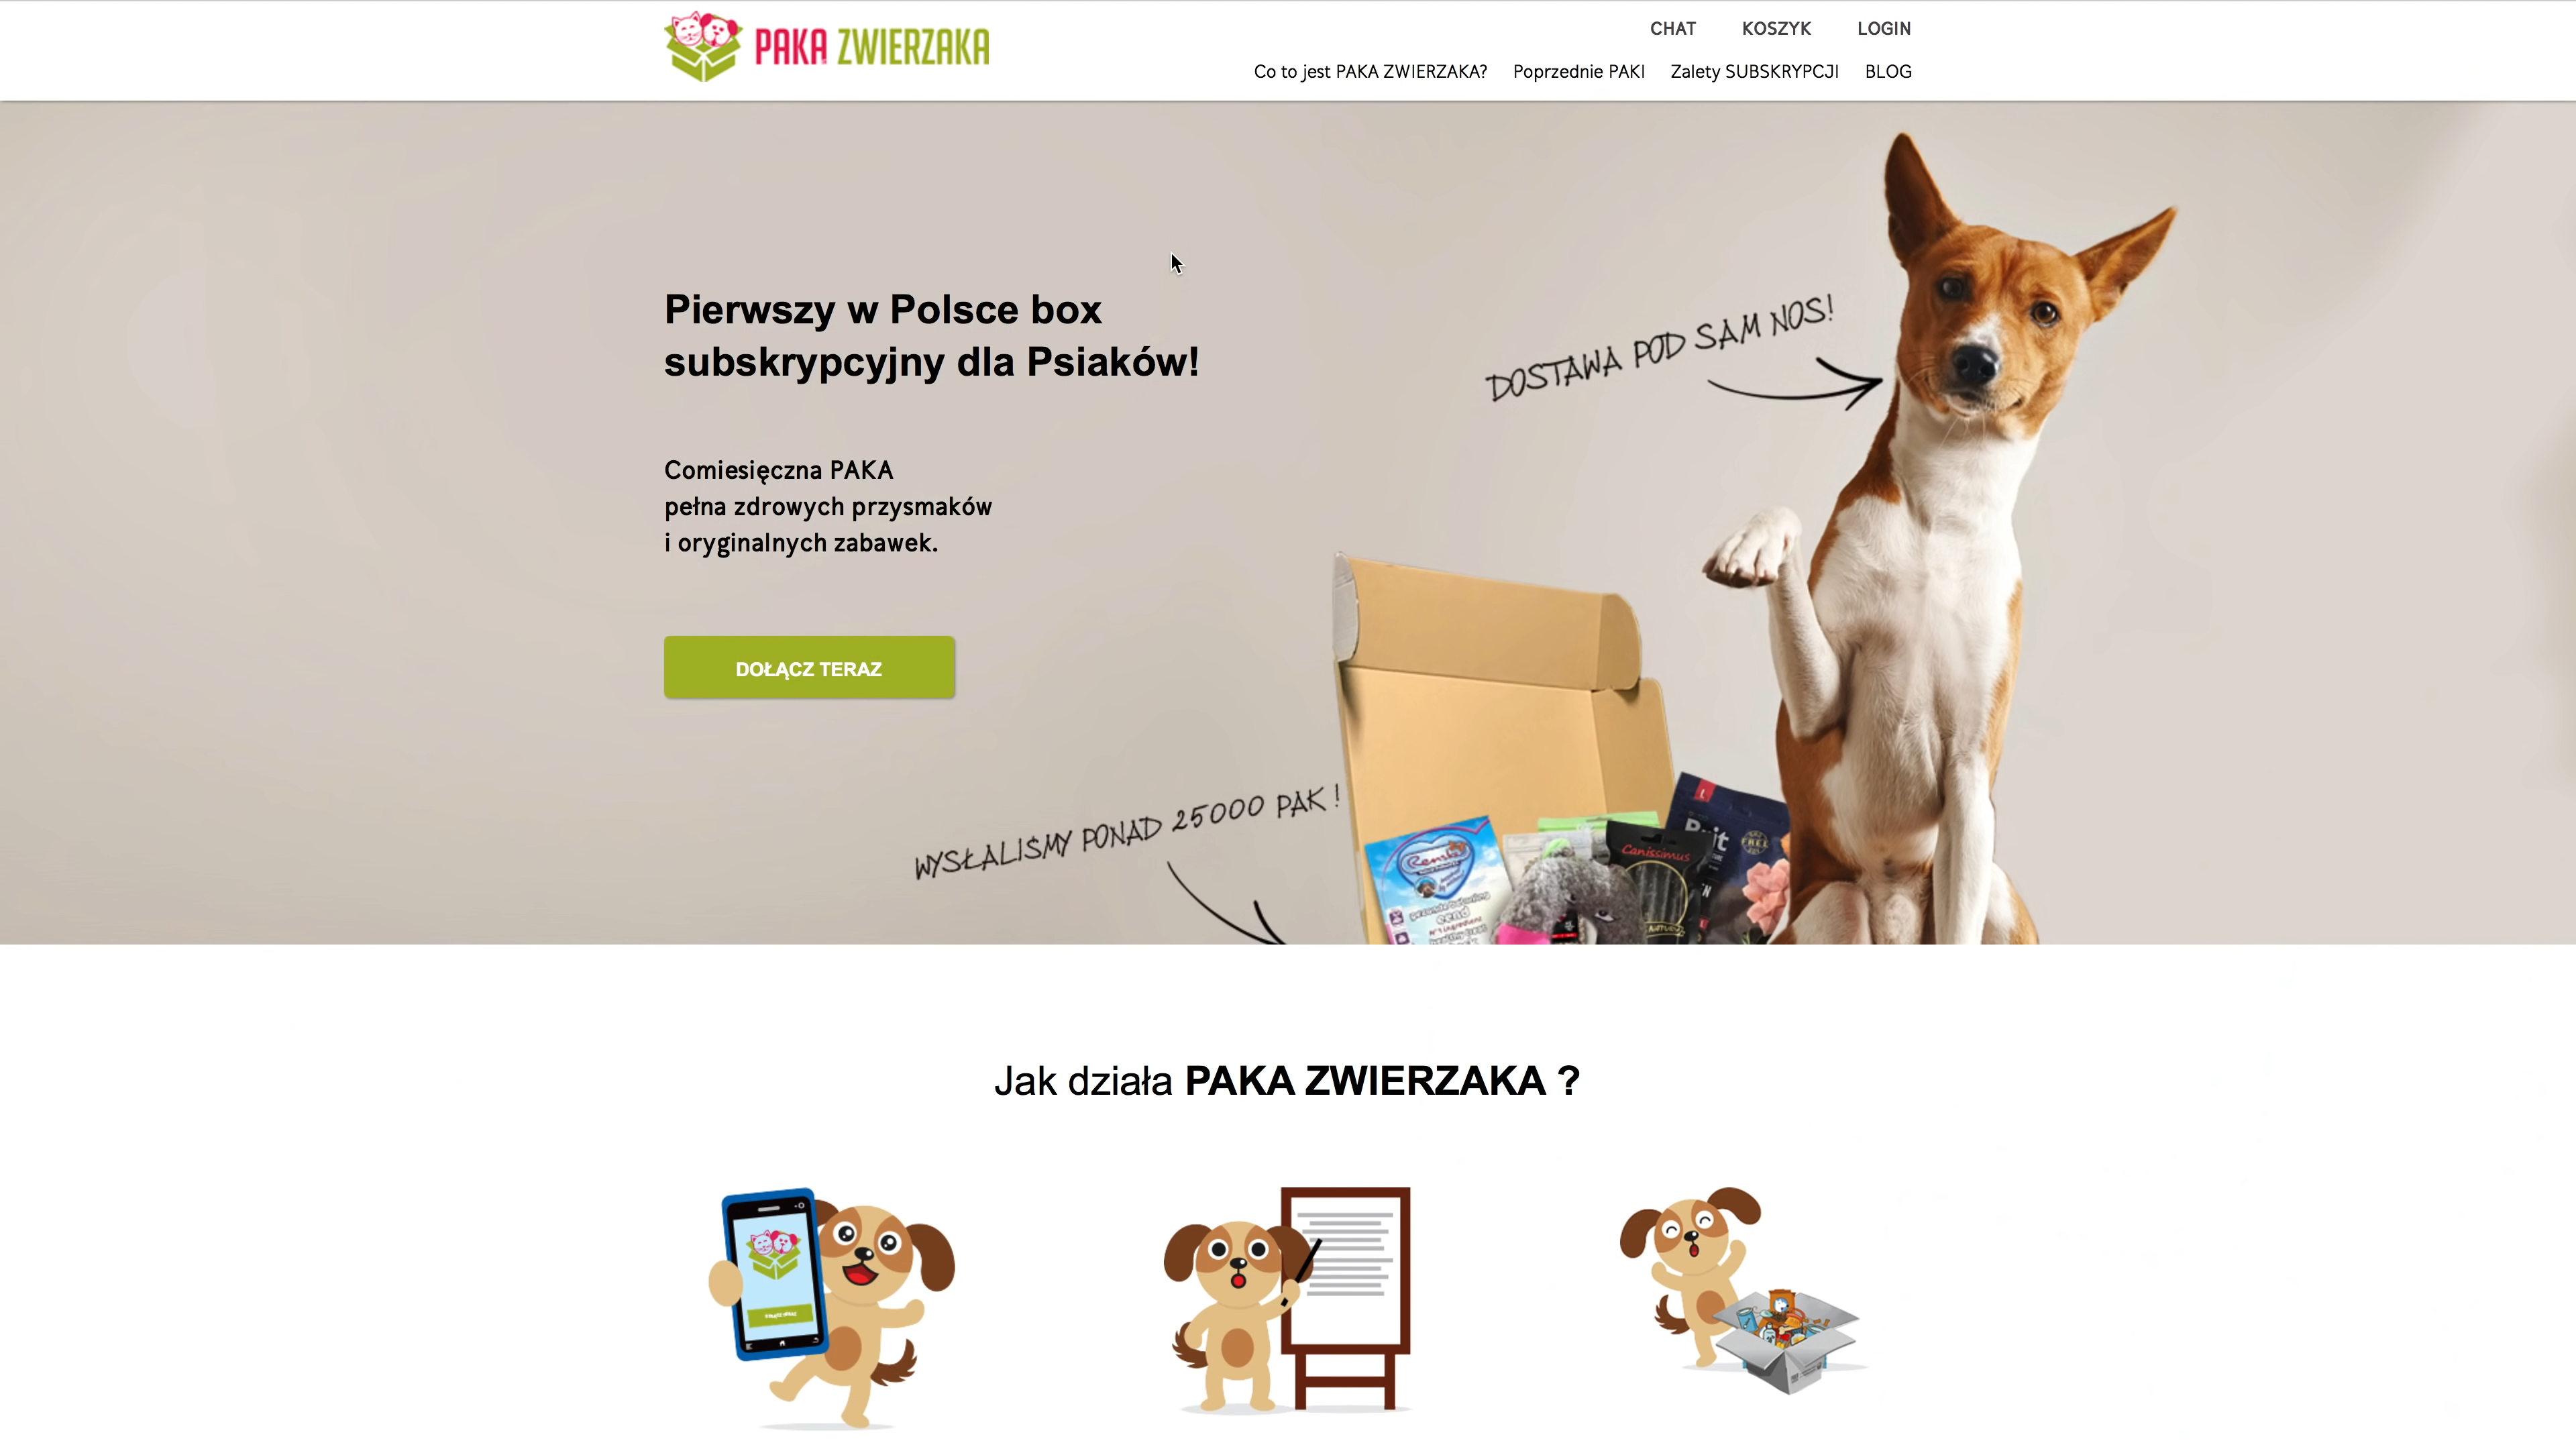 PAKA ZWIERZAKA
CHAT KOSZYK LOGIN
Co to jest PAKA ZWIERZAKA? Poprzednie PAKI Zalety SUBSKRYPCJI BLOG
Pierwszy w Polsce box
subskrypcyjny dla Psiaków!
DOSTAWA POD SAM NOS!
Comiesięczna PAKA
pełna zdrowych przysmaków
i oryginalnych zabawek.
DOŁĄCZ TERAZ
WYSŁALIŚMY PONAD 25000 PAK !
Canissimus
FREE
Jak działa PAKA ZWIERZAKA ?